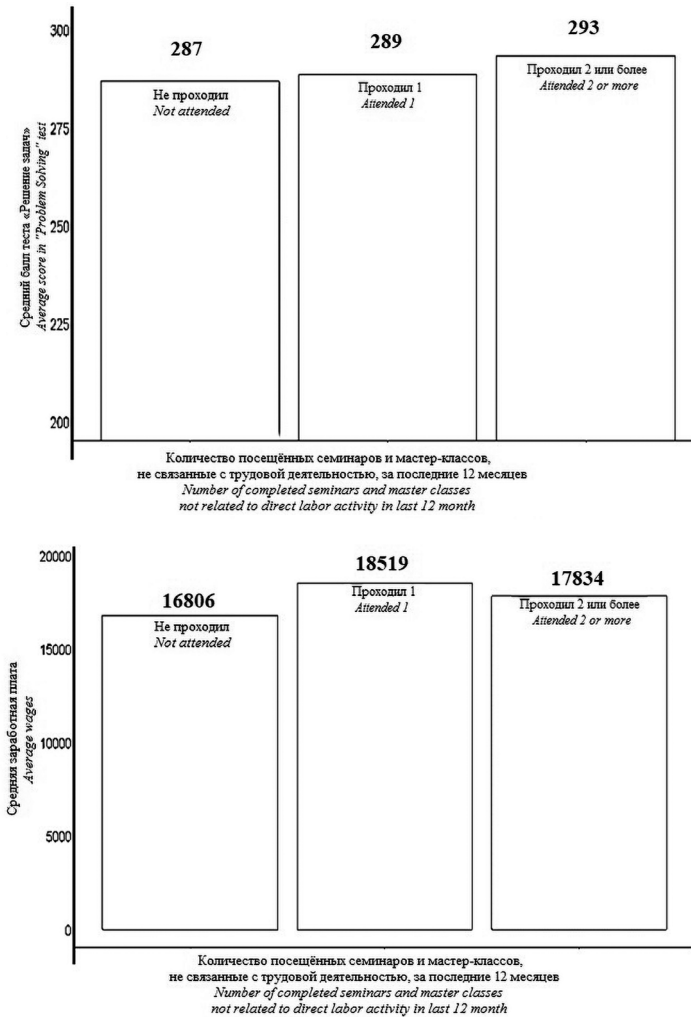 Средний балл теста «Решение задач»
Average score in "Problem Solving" test
300
275
250
225
200
287
Не проходил
Not attended
289
Проходил 1
Attended 1
293
Проходил 2 или более
Attended 2 or more
Количество посещённых семинаров и мастер-классов,
не связанные с трудовой деятельностью, за последние 12 месяцев
Number of completed seminars and master classes
not related to direct labor activity in last 12 month
Средняя заработная плата
Average wages
20000
15000
10000
5000
0
16806
Не проходил
Not attended
18519
Проходил 1
Attended 1
17834
Проходил 2 или более
Attended 2 or more
Количество посещённых семинаров и мастер-классов,
не связанные с трудовой деятельностью, за последние 12 месяцев
Number of completed seminars and master classes
not related to direct labor activity in last 12 month